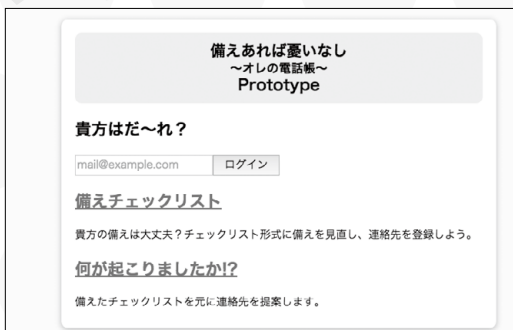 備えあれば憂いなし
〜オレの電話帳〜
Prototype
貴方はだ〜れ？
mail@example.com ログイン
備えチェックリスト
貴方の備えは大丈夫？チェックリスト形式に備えを見直し、連絡先を登録しよう。
何が起こりましたか!?
備えたチェックリストを元に連絡先を提案します。